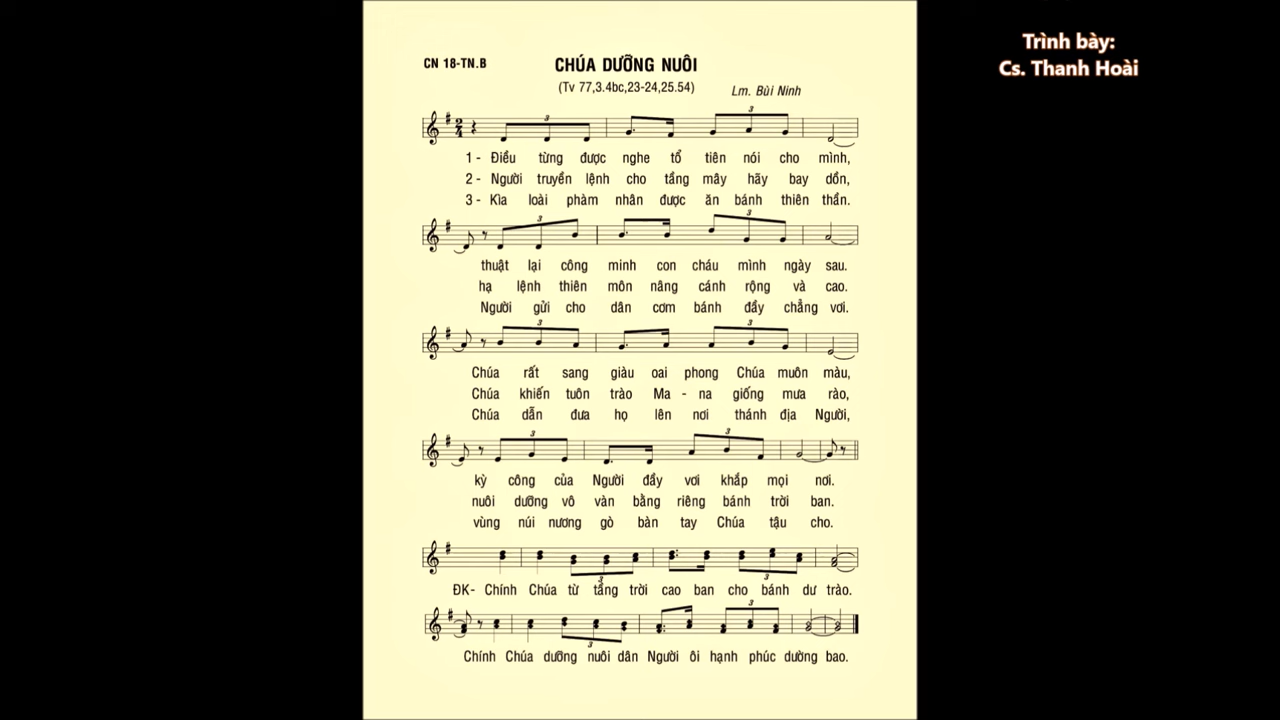 Trình bày:
Cs. Thanh Hoài
CN 18-TN.B
CHÚA DƯỠNG NUÔI
(Tv 77,3.4bc,23-24,25.54)
Lm. Bùi Ninh
1- Điều từng được nghe tổ tiên nói cho mình,
2- Người truyền lệnh cho tầng mây hãy bay dồn,
3- Kìa loài phàm nhân được ăn bánh thiên thần.
thuật lại công minh con cháu mình ngày sau.
hạ lệnh thiên môn nâng cánh rộng và cao.
Người gửi cho dân cơm bánh đầy chẳng vơi.
Chúa rất sang giàu oai phong Chúa muôn màu,
Chúa khiến tuôn trào Ma - na giống mưa rào,
Chúa dẫn đưa họ lên nơi thánh địa Người,
kỳ công của Người đầy vơi khắp mọi nơi.
nuôi dưỡng vô vàn bằng riêng bánh trời ban.
vùng núi nương gò bàn tay Chúa tậu cho.
ĐK- Chính Chúa từ tầng trời cao ban cho bánh dư trào.
Chính Chúa dưỡng nuôi dân Người ôi hạnh phúc dường bao.